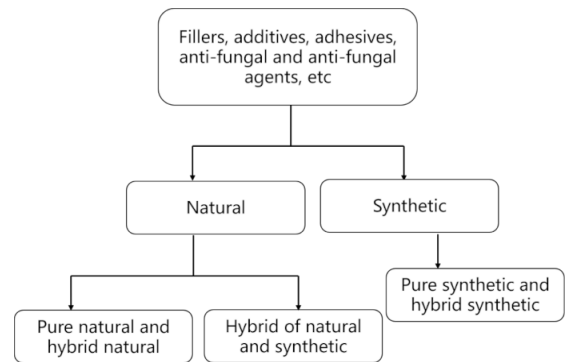 Fillers, additives, adhesives,
anti-fungal and anti-fungal
agents, etc
Natural
Synthetic
Pure synthetic and
hybrid synthetic
Pure natural and
hybrid natural
Hybrid of natural
and synthetic